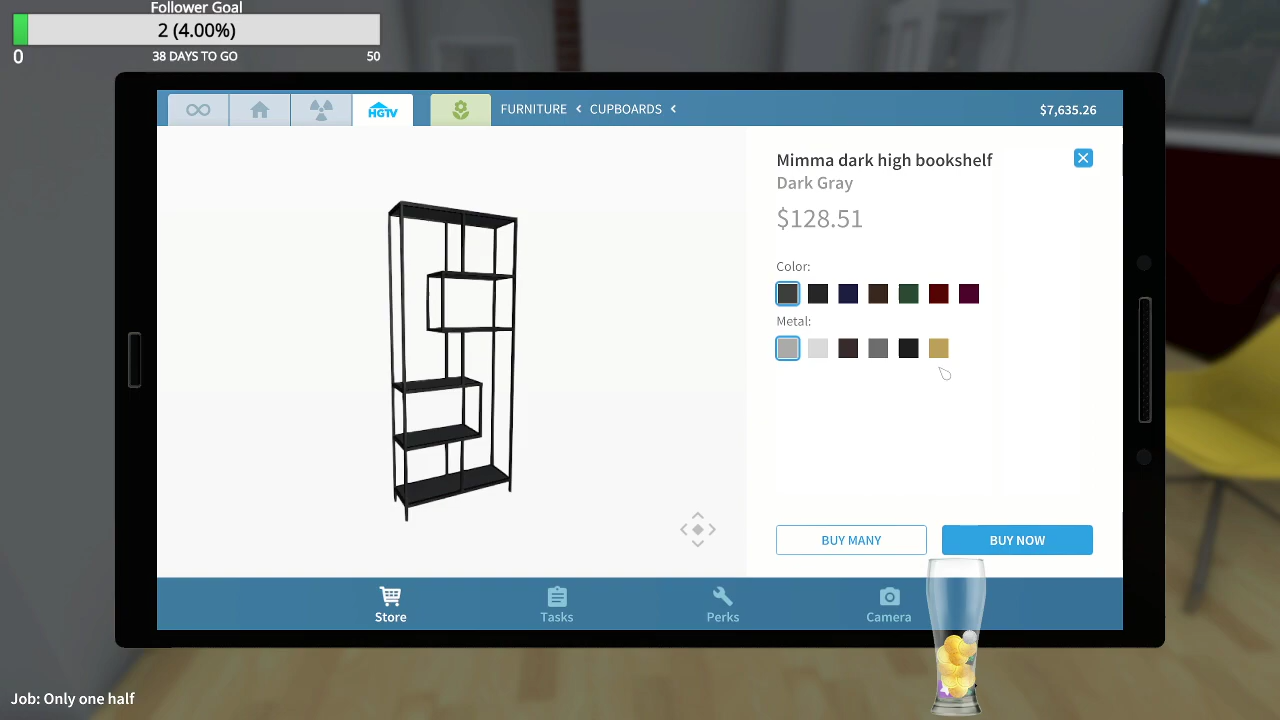 Follower Goal
2 (4.00%)
0
38 DAYS TO GO
50
HGTV
FURNITURE < CUPBOARDS <
$7,635.26
Mimma dark high bookshelf
Dark Gray
$128.51
Color:
Metal:
BUY MANY
BUY NOW
Store
Tasks
Perks
Camera
Job: Only one half